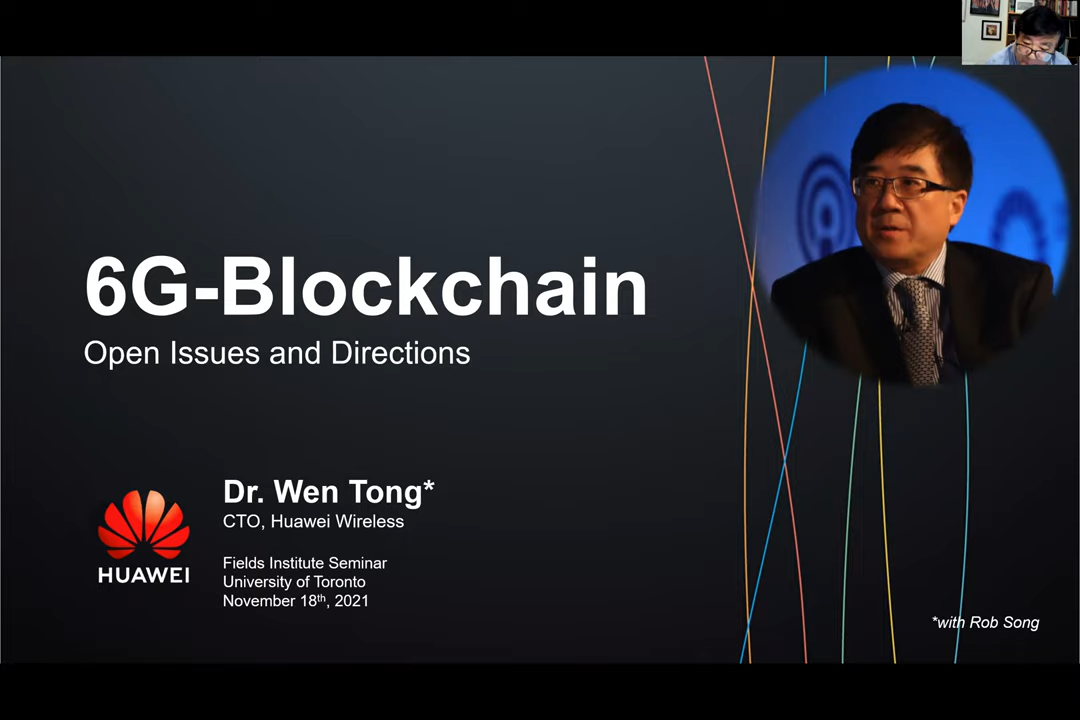 6G-Blockchain
Open Issues and Directions
Dr. Wen Tong*
CTO, Huawei Wireless
HUAWEI
Fields Institute Seminar
University of Toronto
November 18th, 2021
*with Rob Song